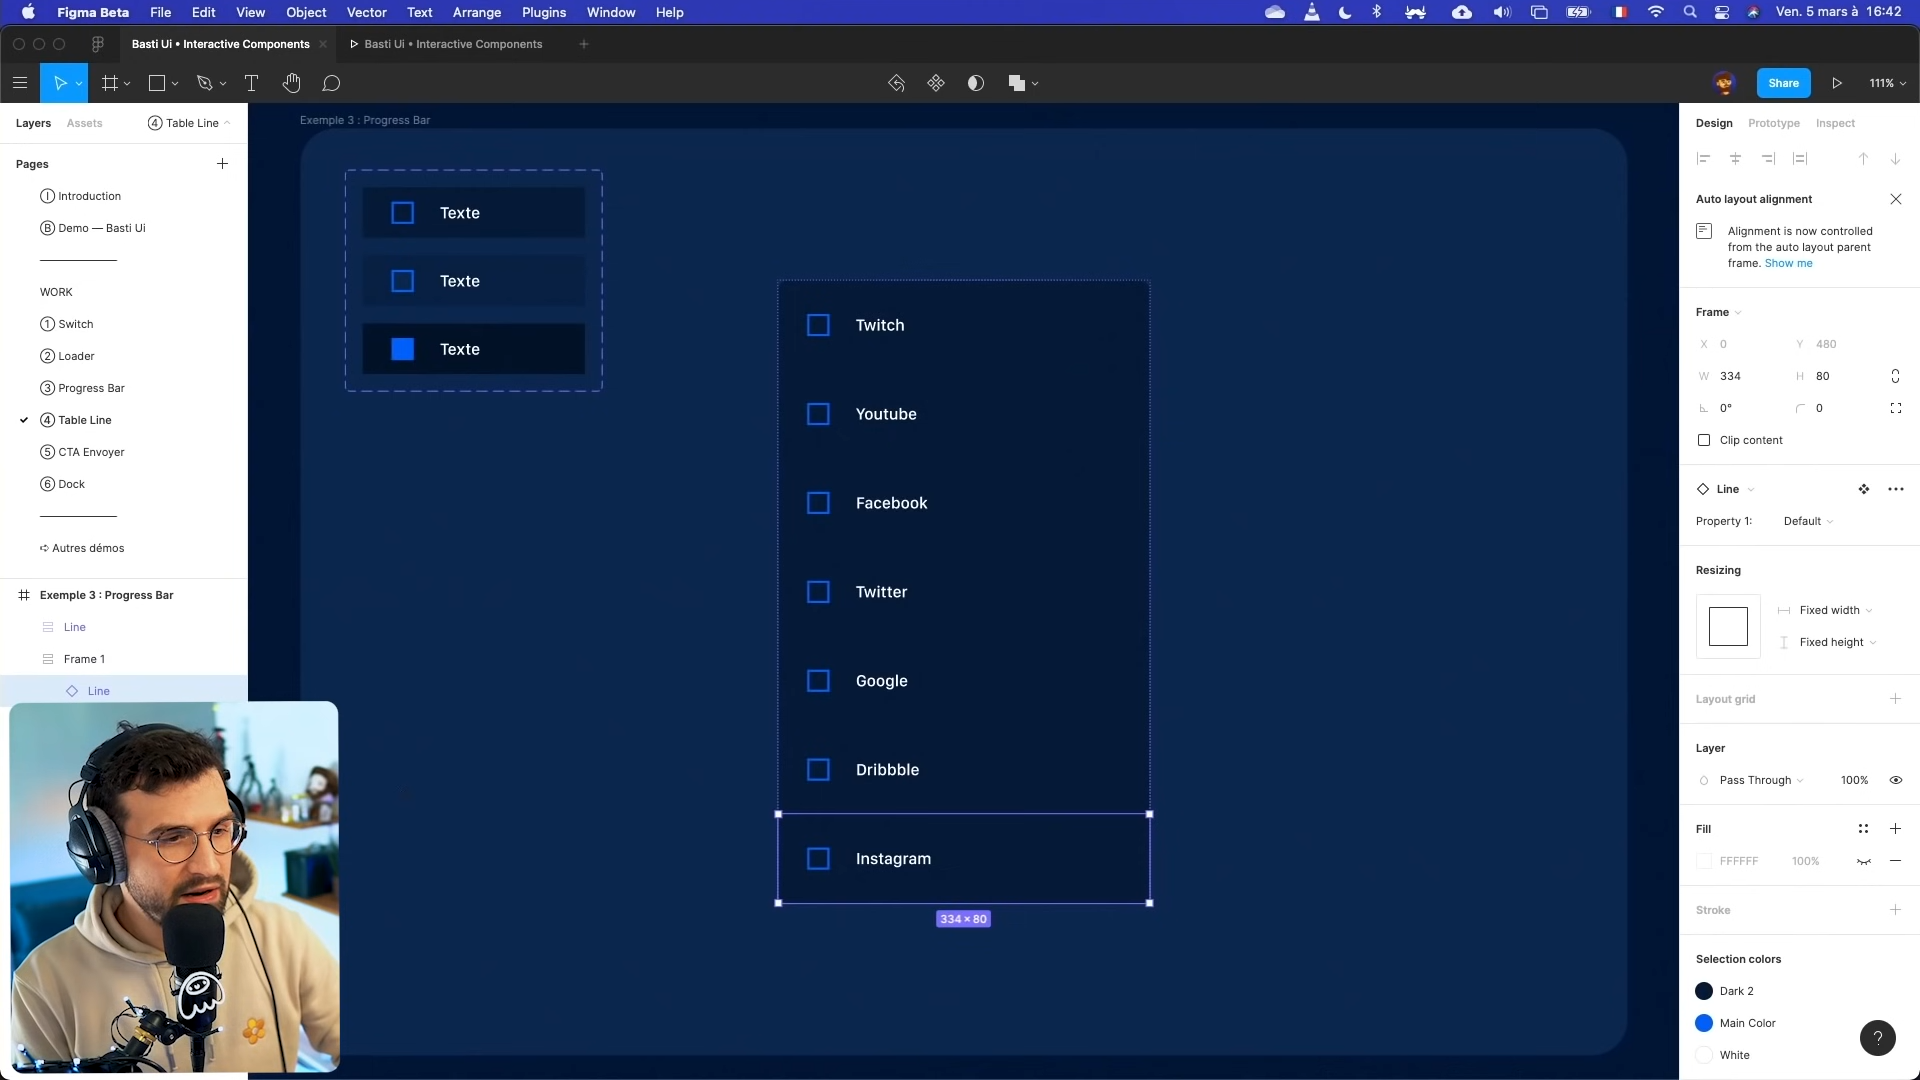 Figma Beta File Edit View Object Vector Text Arrange Plugins Window Help Ven. 5 mars à 16:42
Basti Ui • Interactive Components Basti Ui • Interactive Components
Share 111%
Layers Assets ④ Table Line
Exemple 3 : Progress Bar
Design Prototype Inspect
Pages
Ⓘ Introduction
Ⓑ Demo — Basti Ui
WORK
① Switch
② Loader
③ Progress Bar
④ Table Line
⑤ CTA Envoyer
⑥ Dock
➪ Autres démos
Exemple 3 : Progress Bar
Line
Frame 1
Line
Texte
Texte
Texte
Twitch
Youtube
Facebook
Twitter
Google
Dribbble
Instagram
334 × 80
Auto layout alignment
Alignment is now controlled
from the auto layout parent
frame. Show me
Frame
X 0 Y 480
W 334 H 80
0° 0
Clip content
Line
Property 1: Default
Resizing
Fixed width
Fixed height
Layout grid
Layer
Pass Through 100%
Fill
FFFFFF 100%
Stroke
Selection colors
Dark 2
Main Color
White
?